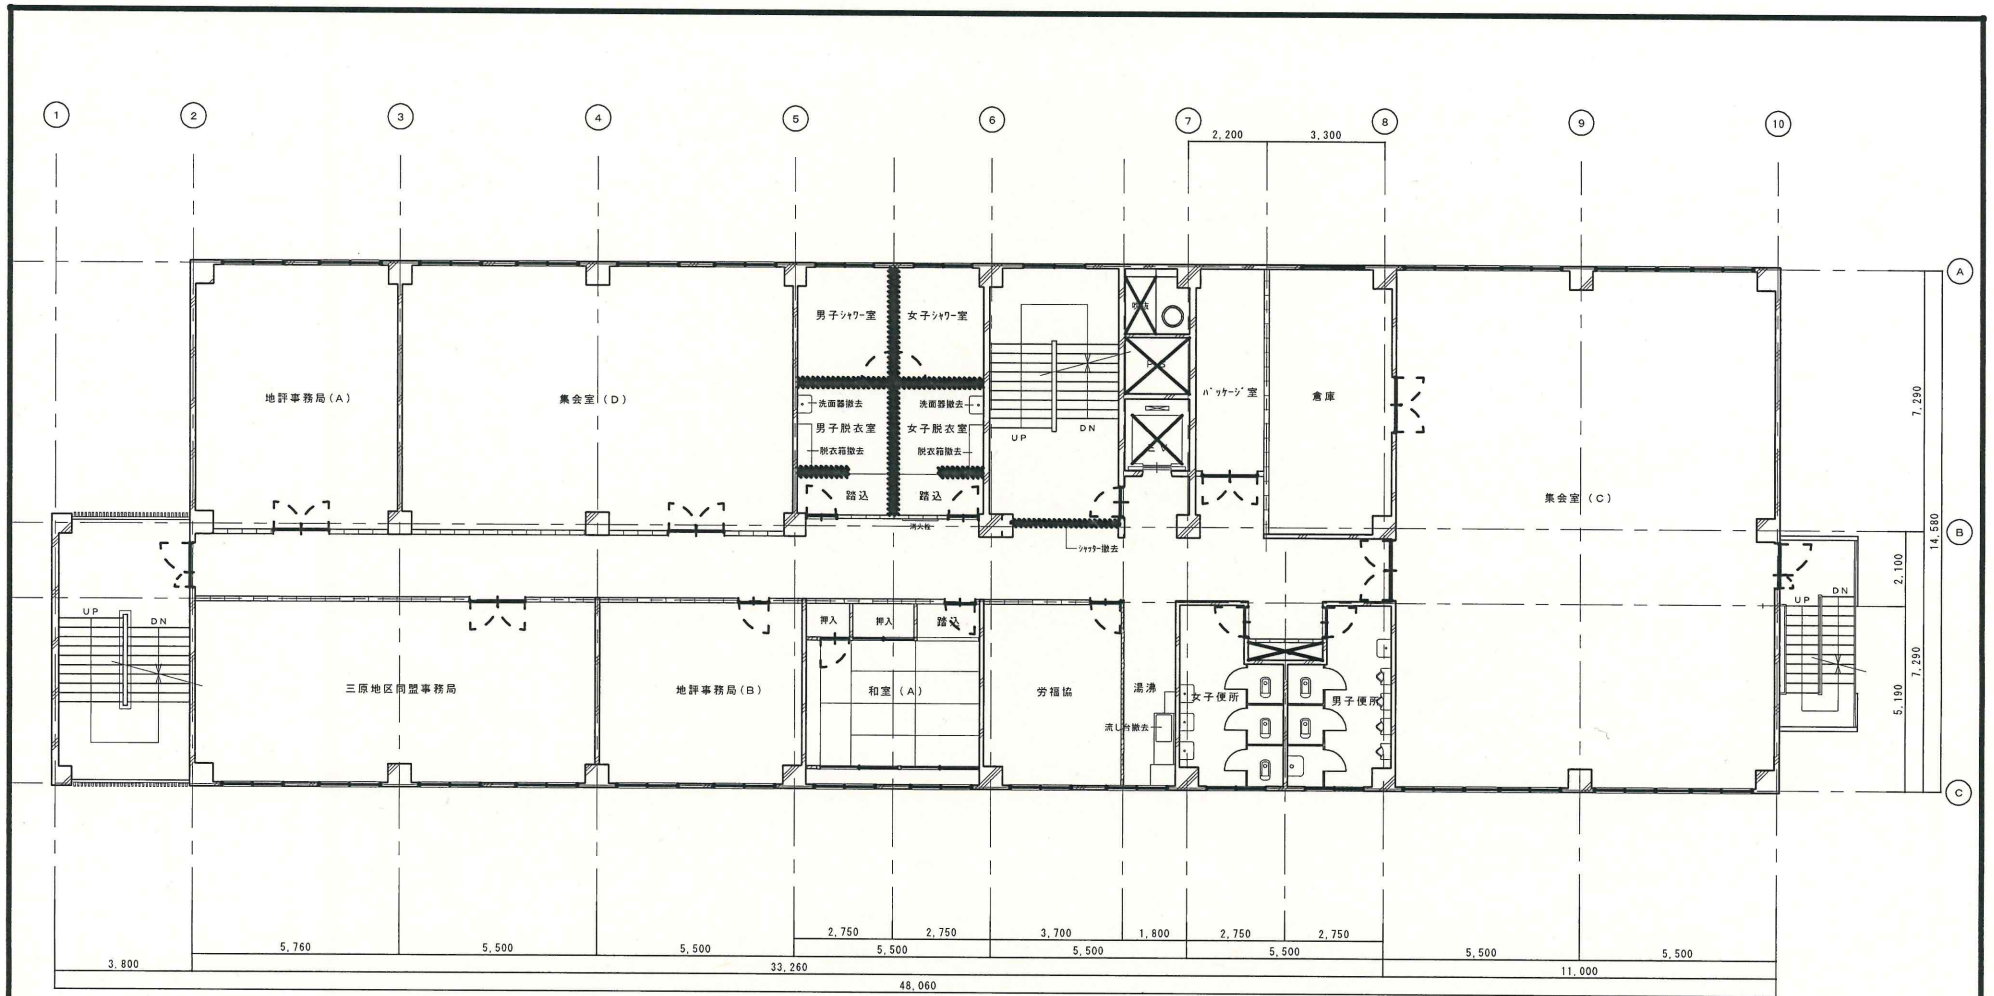 1
2
3
4
5
6
7
8
9
10
2,200
3,300
A
B
C
男子シャワー室
女子シャワー室
地評事務局(A)
集会室(D)
洗面器撤去
洗面器撤去
男子脱衣室
女子脱衣室
脱衣箱撤去
脱衣箱撤去
踏込
踏込
消火栓
UP
DN
シャッター撤去
パッケージ室
倉庫
集会室(C)
7,290
14,580
2,100
7,290
5,190
UP
DN
UP
DN
三原地区同盟事務局
地評事務局(B)
押入
押入
踏込
和室(A)
労福協
湯沸
流し台撤去
女子便所
男子便所
2,750
2,750
3,700
1,800
2,750
2,750
5,760
5,500
5,500
5,500
5,500
5,500
5,500
5,500
3,800
33,260
11,000
48,060